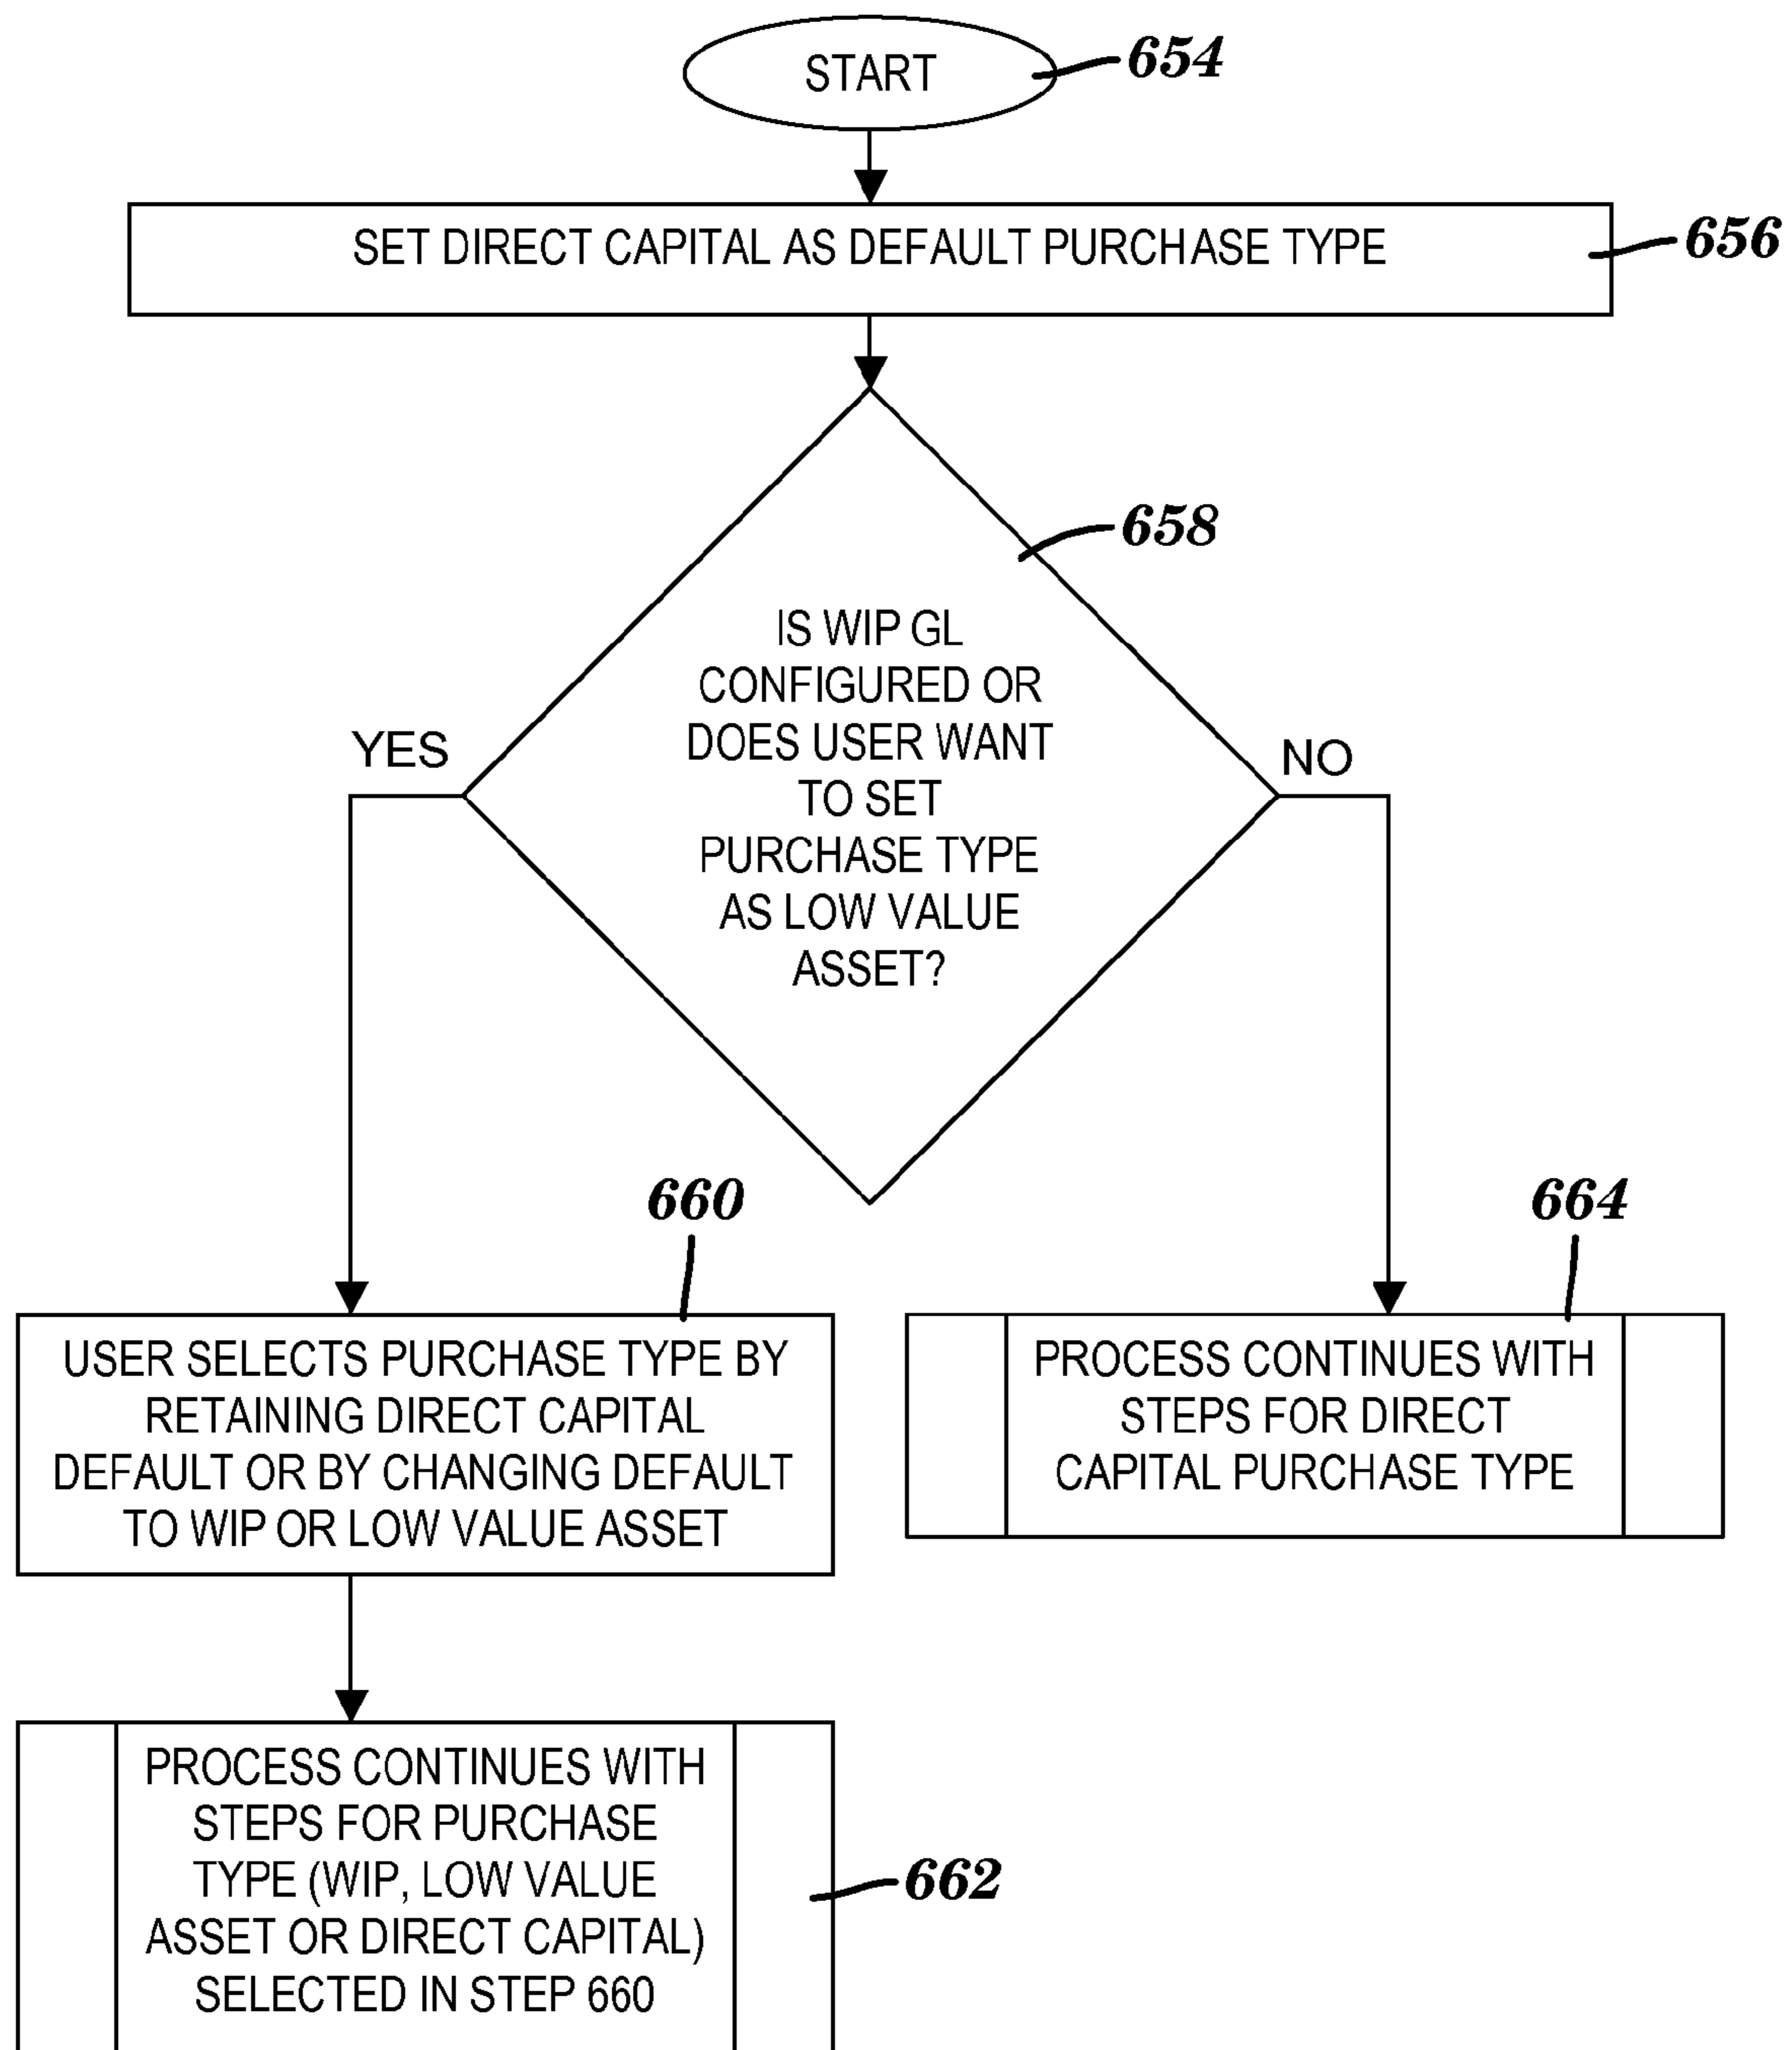 START
654
SET DIRECT CAPITAL AS DEFAULT PURCHASE TYPE
656
658
IS WIP GL
CONFIGURED OR
DOES USER WANT
TO SET
PURCHASE TYPE
AS LOW VALUE
ASSET?
YES
NO
660
664
USER SELECTS PURCHASE TYPE BY
RETAINING DIRECT CAPITAL
DEFAULT OR BY CHANGING DEFAULT
TO WIP OR LOW VALUE ASSET
PROCESS CONTINUES WITH
STEPS FOR DIRECT
CAPITAL PURCHASE TYPE
PROCESS CONTINUES WITH
STEPS FOR PURCHASE
TYPE (WIP, LOW VALUE
ASSET OR DIRECT CAPITAL)
SELECTED IN STEP 660
662